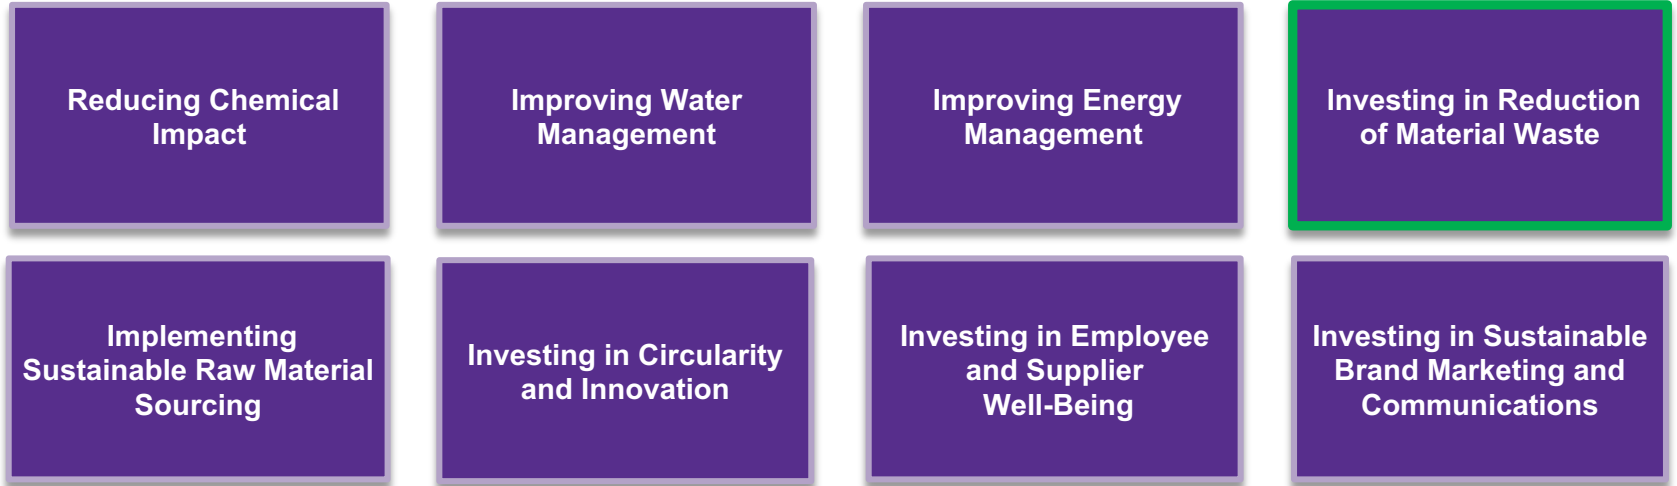 Reducing Chemical
Impact
Improving Water
Management
Improving Energy
Management
Investing in Reduction
of Material Waste
Implementing
Sustainable Raw Material
Sourcing
Investing in Circularity
and Innovation
Investing in Employee
and Supplier
Well-Being
Investing in Sustainable
Brand Marketing and
Communications